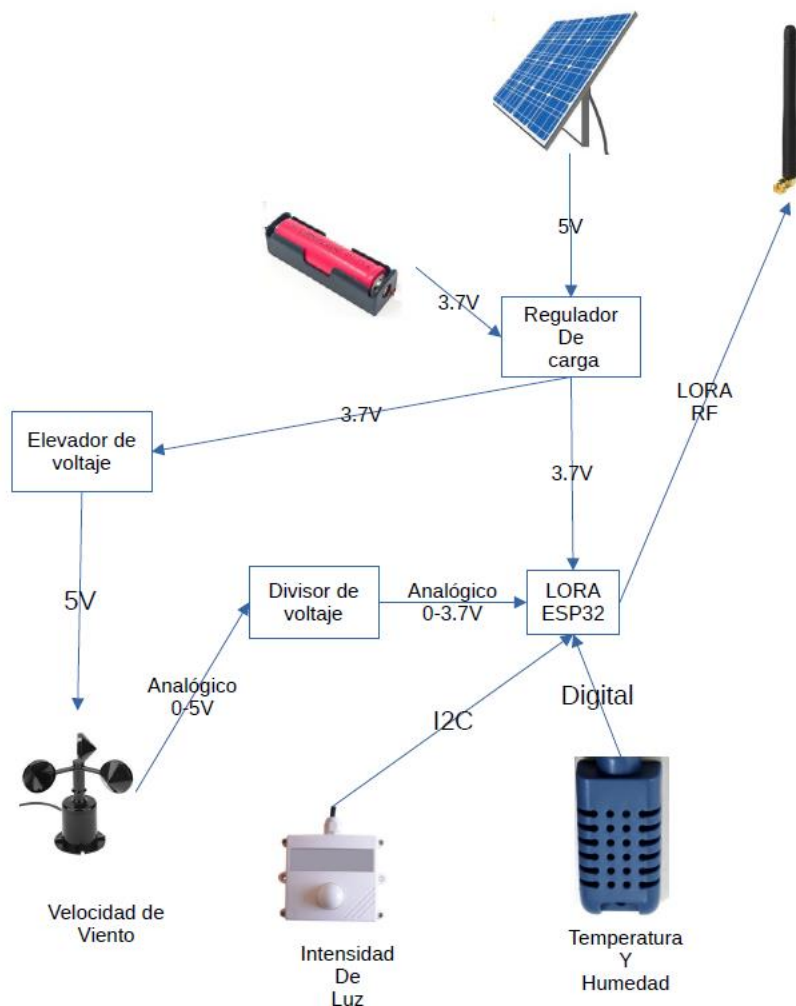 5V
3.7V
Regulador
De
carga
LORA
RF
3.7V
Elevador de
voltaje
3.7V
5V
Divisor de
voltaje
Analógico
0-3.7V
LORA
ESP32
Analógico
0-5V
I2C
Digital
Velocidad de
Viento
Intensidad
De
Luz
Temperatura
Y
Humedad